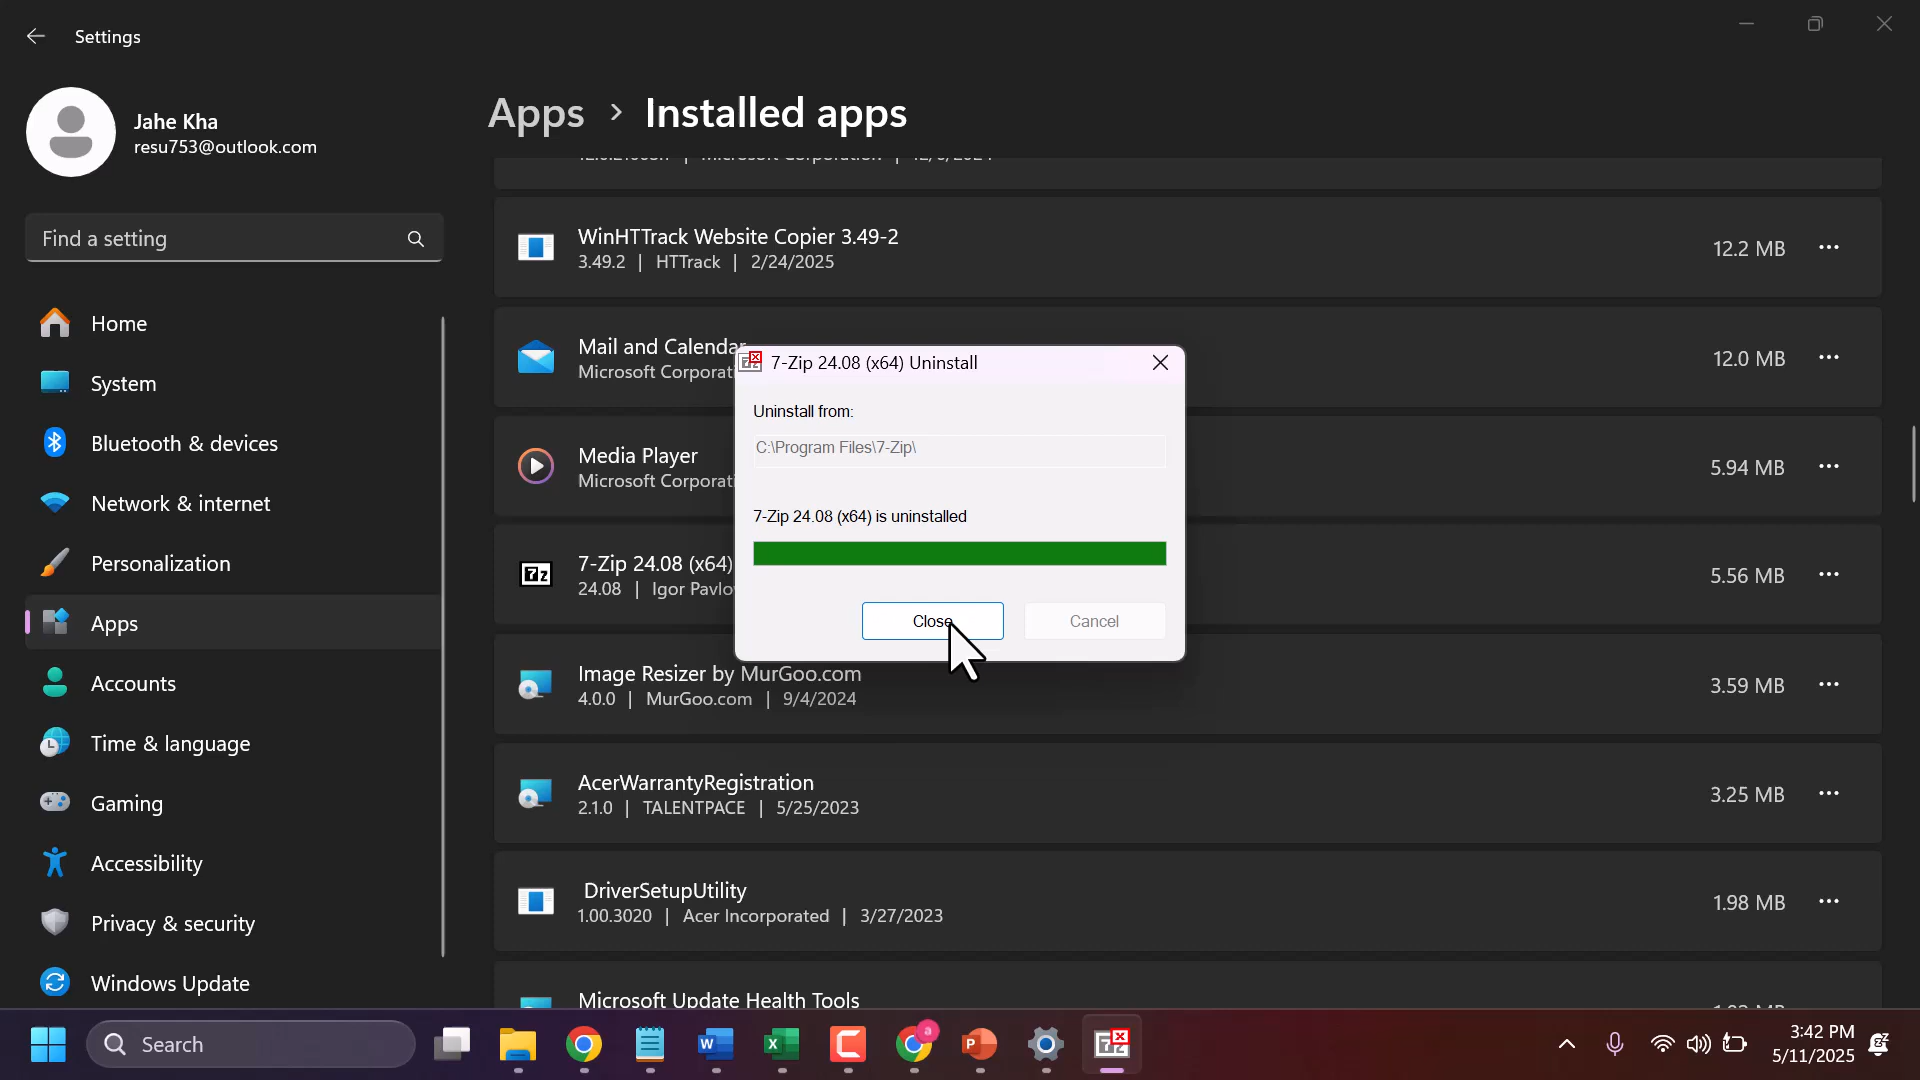 Settings
Jahe Kha
resu753@outlook.com
Find a setting
Home
System
Bluetooth & devices
Network & internet
Personalization
Apps
Accounts
Time & language
Gaming
Accessibility
Privacy & security
Windows Update
Apps > Installed apps
WinHTTrack Website Copier 3.49-2
3.49.2 | HTTrack | 2/24/2025
12.2 MB
Mail and Calendar
Microsoft Corporati
12.0 MB
Media Player
Microsoft Corporati
5.94 MB
7-Zip 24.08 (x64)
24.08 | Igor Pavlov
5.56 MB
Image Resizer by MurGoo.com
4.0.0 | MurGoo.com | 9/4/2024
3.59 MB
AcerWarrantyRegistration
2.1.0 | TALENTPACE | 5/25/2023
3.25 MB
DriverSetupUtility
1.00.3020 | Acer Incorporated | 3/27/2023
1.98 MB
Microsoft Update Health Tools
7-Zip 24.08 (x64) Uninstall
Uninstall from:
C:\Program Files\7-Zip\
7-Zip 24.08 (x64) is uninstalled
Close
Cancel
Search
3:42 PM
5/11/2025